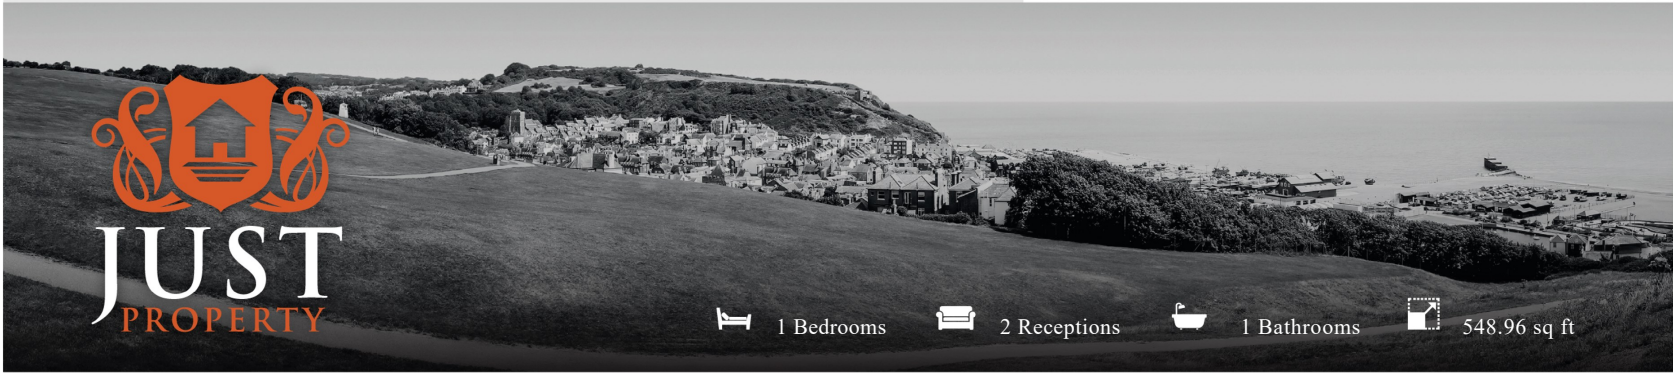 JUST
PROPERTY
1 Bedrooms
2 Receptions
1 Bathrooms
548.96 sq ft